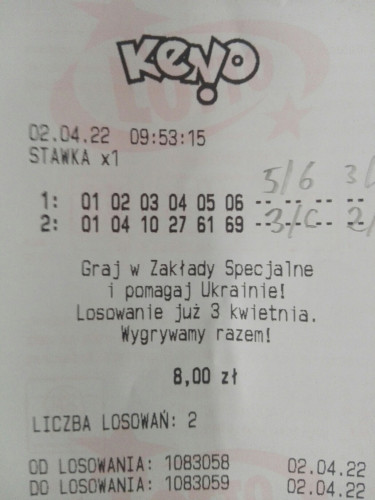 KENO
02.04.22 09:53:15
STAWKA x1
5/6 3/
1: 01 02 03 04 05 06 -- -- -- --
2: 01 04 10 27 61 69 -- -- -- --
3/6 2/
Graj w Zakłady Specjalne
i pomagaj Ukrainie!
Losowanie już 3 kwietnia.
Wygrywamy razem!
8,00 zł
LICZBA LOSOWAŃ: 2
OD LOSOWANIA: 1083058 02.04.22
DO LOSOWANIA: 1083059 02.04.22